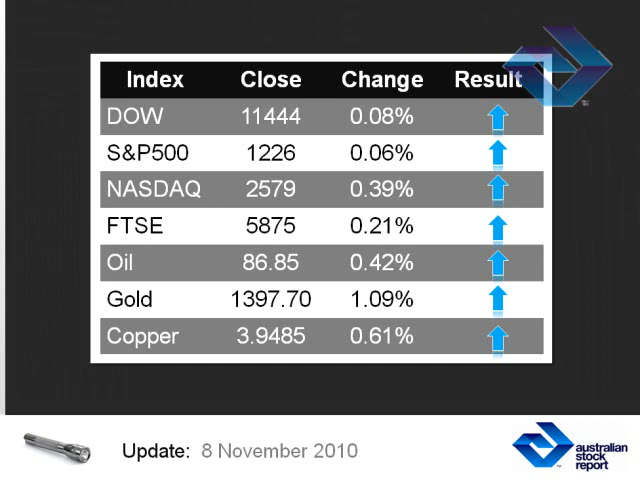 Index Close Change Result
DOW 11444 0.08%
S&P500 1226 0.06%
NASDAQ 2579 0.39%
FTSE 5875 0.21%
Oil 86.85 0.42%
Gold 1397.70 1.09%
Copper 3.9485 0.61%
Update: 8 November 2010
australian
stock
report